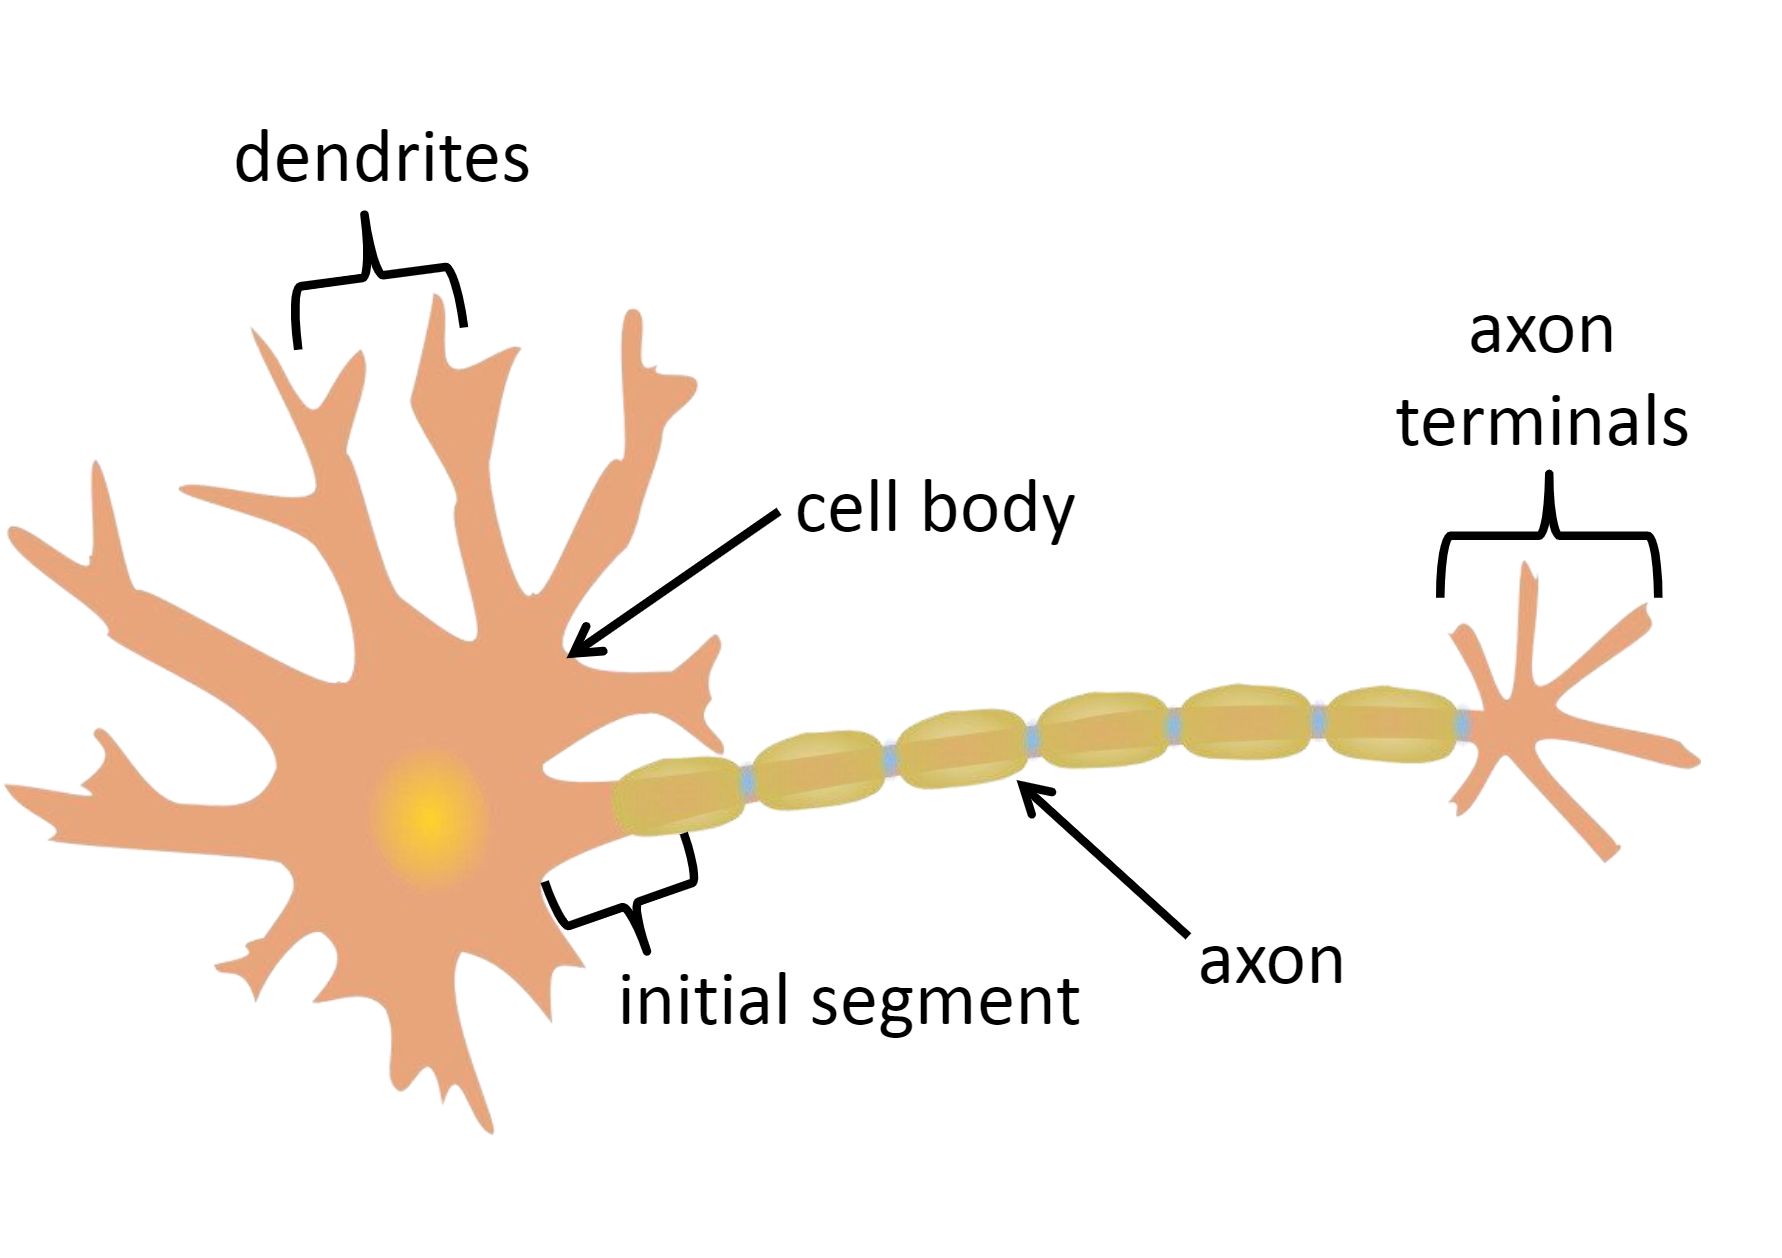 dendrites
axon
terminals
cell body
axon
initial segment